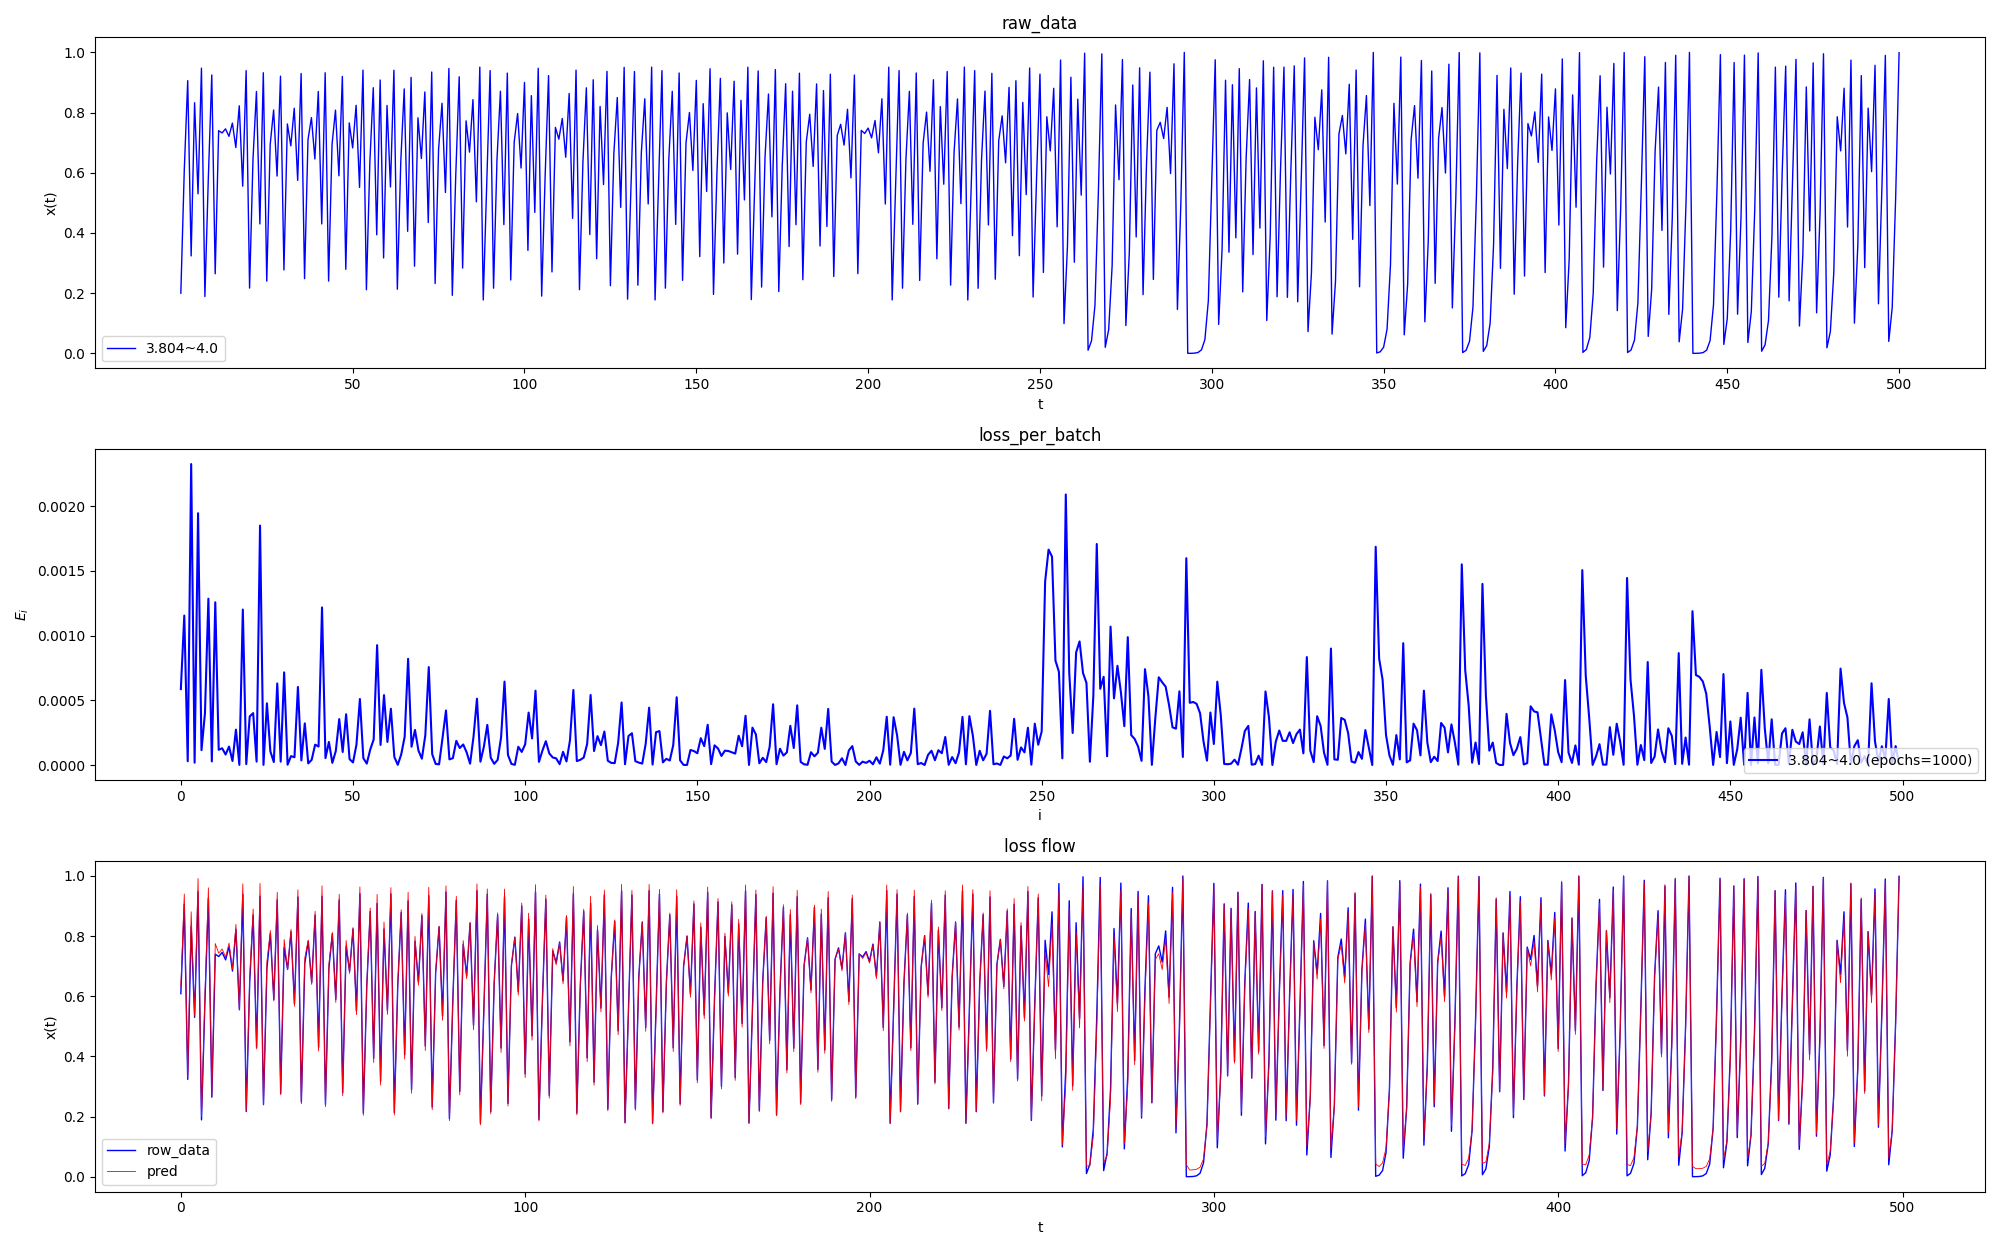 raw_data
1.0
0.8
0.6
0.4
0.2
0.0
x(t)
3.804~4.0
50 100 150 200 250 300 350 400 450 500
t
loss_per_batch
0.0020
0.0015
0.0010
0.0005
0.0000
E_i
3.804~4.0 (epochs=1000)
0 50 100 150 200 250 300 350 400 450 500
i
loss flow
1.0
0.8
0.6
0.4
0.2
0.0
x(t)
row_data
pred
0 100 200 300 400 500
t